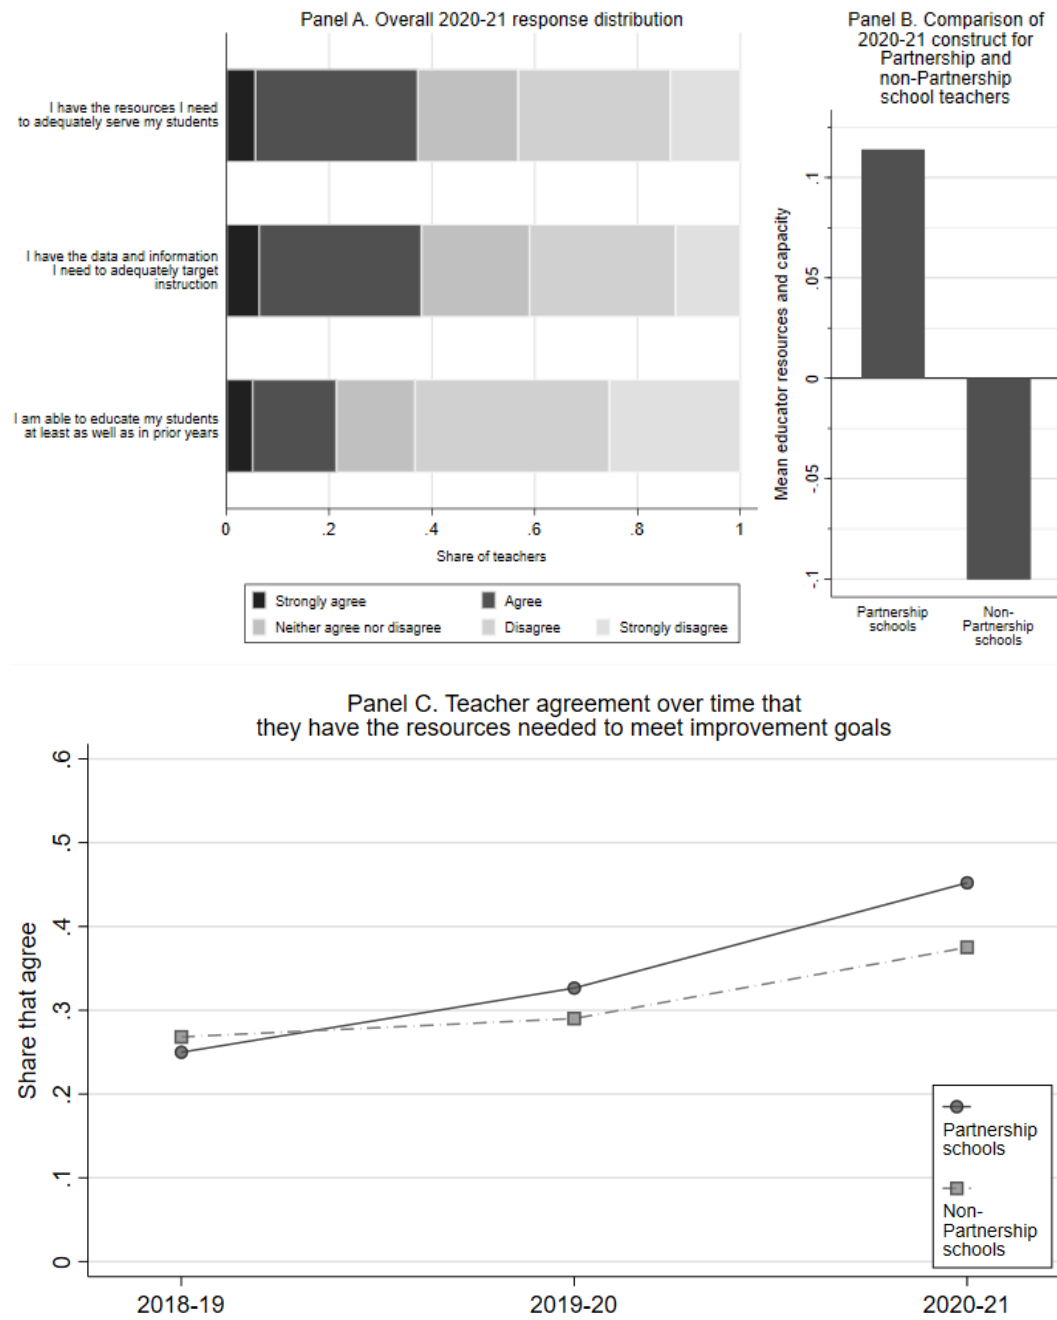 Panel A. Overall 2020-21 response distribution
I have the resources I need
to adequately serve my students
I have the data and information
I need to adequately target
instruction
I am able to educate my students
at least as well as in prior years
0 .2 .4 .6 .8 1
Share of teachers
Strongly agree Agree
Neither agree nor disagree Disagree Strongly disagree
Panel B. Comparison of
2020-21 construct for
Partnership and
non-Partnership
school teachers
Mean educator resources and capacity
.1
.05
0
-.05
-.1
Partnership
schools
Non-
Partnership
schools
Panel C. Teacher agreement over time that
they have the resources needed to meet improvement goals
Share that agree
.6
.5
.4
.3
.2
.1
0
2018-19 2019-20 2020-21
Partnership
schools
Non-
Partnership
schools